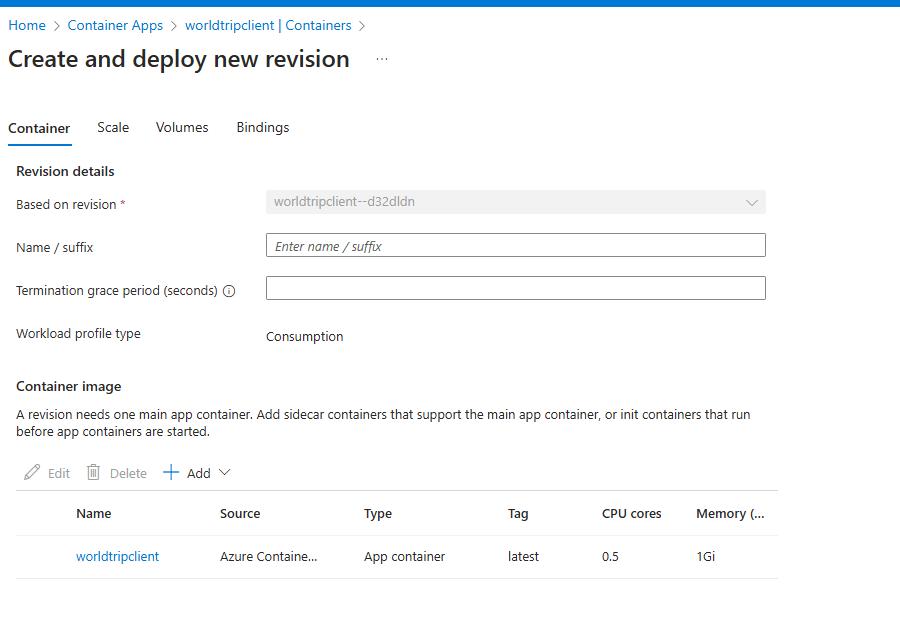 Home > Container Apps > worldtripclient | Containers >
Create and deploy new revision ...
Container Scale Volumes Bindings
Revision details
Based on revision * worldtripclient--d32dldn
Name / suffix Enter name / suffix
Termination grace period (seconds)
Workload profile type Consumption
Container image
A revision needs one main app container. Add sidecar containers that support the main app container, or init containers that run
before app containers are started.
Edit Delete Add
Name Source Type Tag CPU cores Memory (...
worldtripclient Azure Containe... App container latest 0.5 1Gi